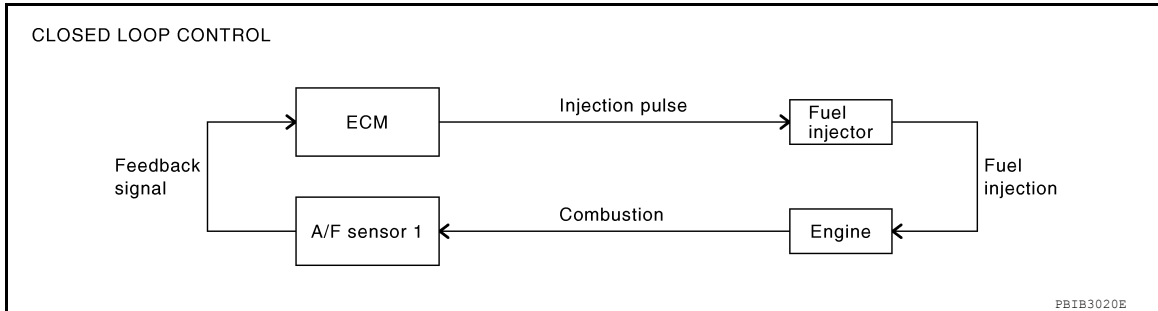 CLOSED LOOP CONTROL
ECM
Injection pulse
Fuel
injector
Feedback
signal
Fuel
injection
A/F sensor 1
Combustion
Engine
PBIB3020E